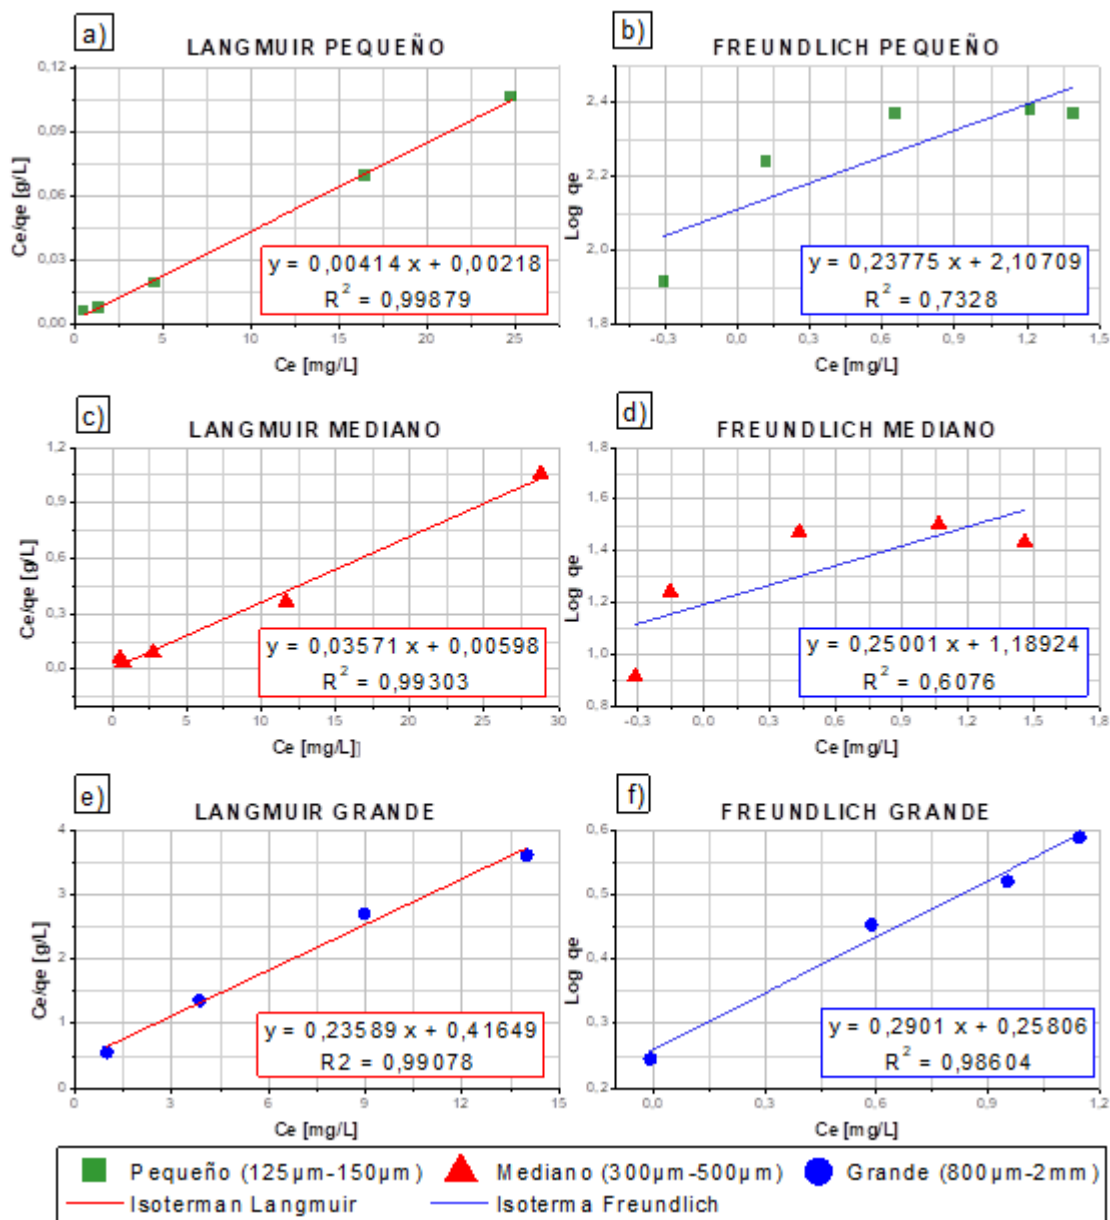 a)
LANGMUIR PEQUEÑO
Ce/qe [g/L]
0,12
0,09
0,06
0,03
0,00
y = 0,00414 x + 0,00218
R² = 0,99879
0 5 10 15 20 25
Ce [mg/L]
b)
FREUNDLICH PEQUEÑO
Log qe
2,4
2,2
2,0
1,8
y = 0,23775 x + 2,10709
R² = 0,7328
-0,3 0,0 0,3 0,6 0,9 1,2 1,5
Ce [mg/L]
c)
LANGMUIR MEDIANO
Ce/qe [g/L]
1,2
0,9
0,6
0,3
0,0
y = 0,03571 x + 0,00598
R² = 0,99303
0 5 10 15 20 25 30
Ce [mg/L]]
d)
FREUNDLICH MEDIANO
Log qe
1,8
1,6
1,4
1,2
1,0
0,8
y = 0,25001 x + 1,18924
R² = 0,6076
-0,3 0,0 0,3 0,6 0,9 1,2 1,5 1,8
Ce [mg/L]
e)
LANGMUIR GRANDE
Ce/qe [g/L]
4
3
2
1
0
y = 0,23589 x + 0,41649
R2 = 0,99078
0 3 6 9 12 15
Ce [mg/L]
f)
FREUNDLICH GRANDE
Log qe
0,6
0,5
0,4
0,3
0,2
y = 0,2901 x + 0,25806
R² = 0,98604
0,0 0,3 0,6 0,9 1,2
Ce [mg/L]
Pequeño (125µm-150µm) Mediano (300µm-500µm) Grande (800µm-2mm)
Isoterman Langmuir Isoterma Freundlich